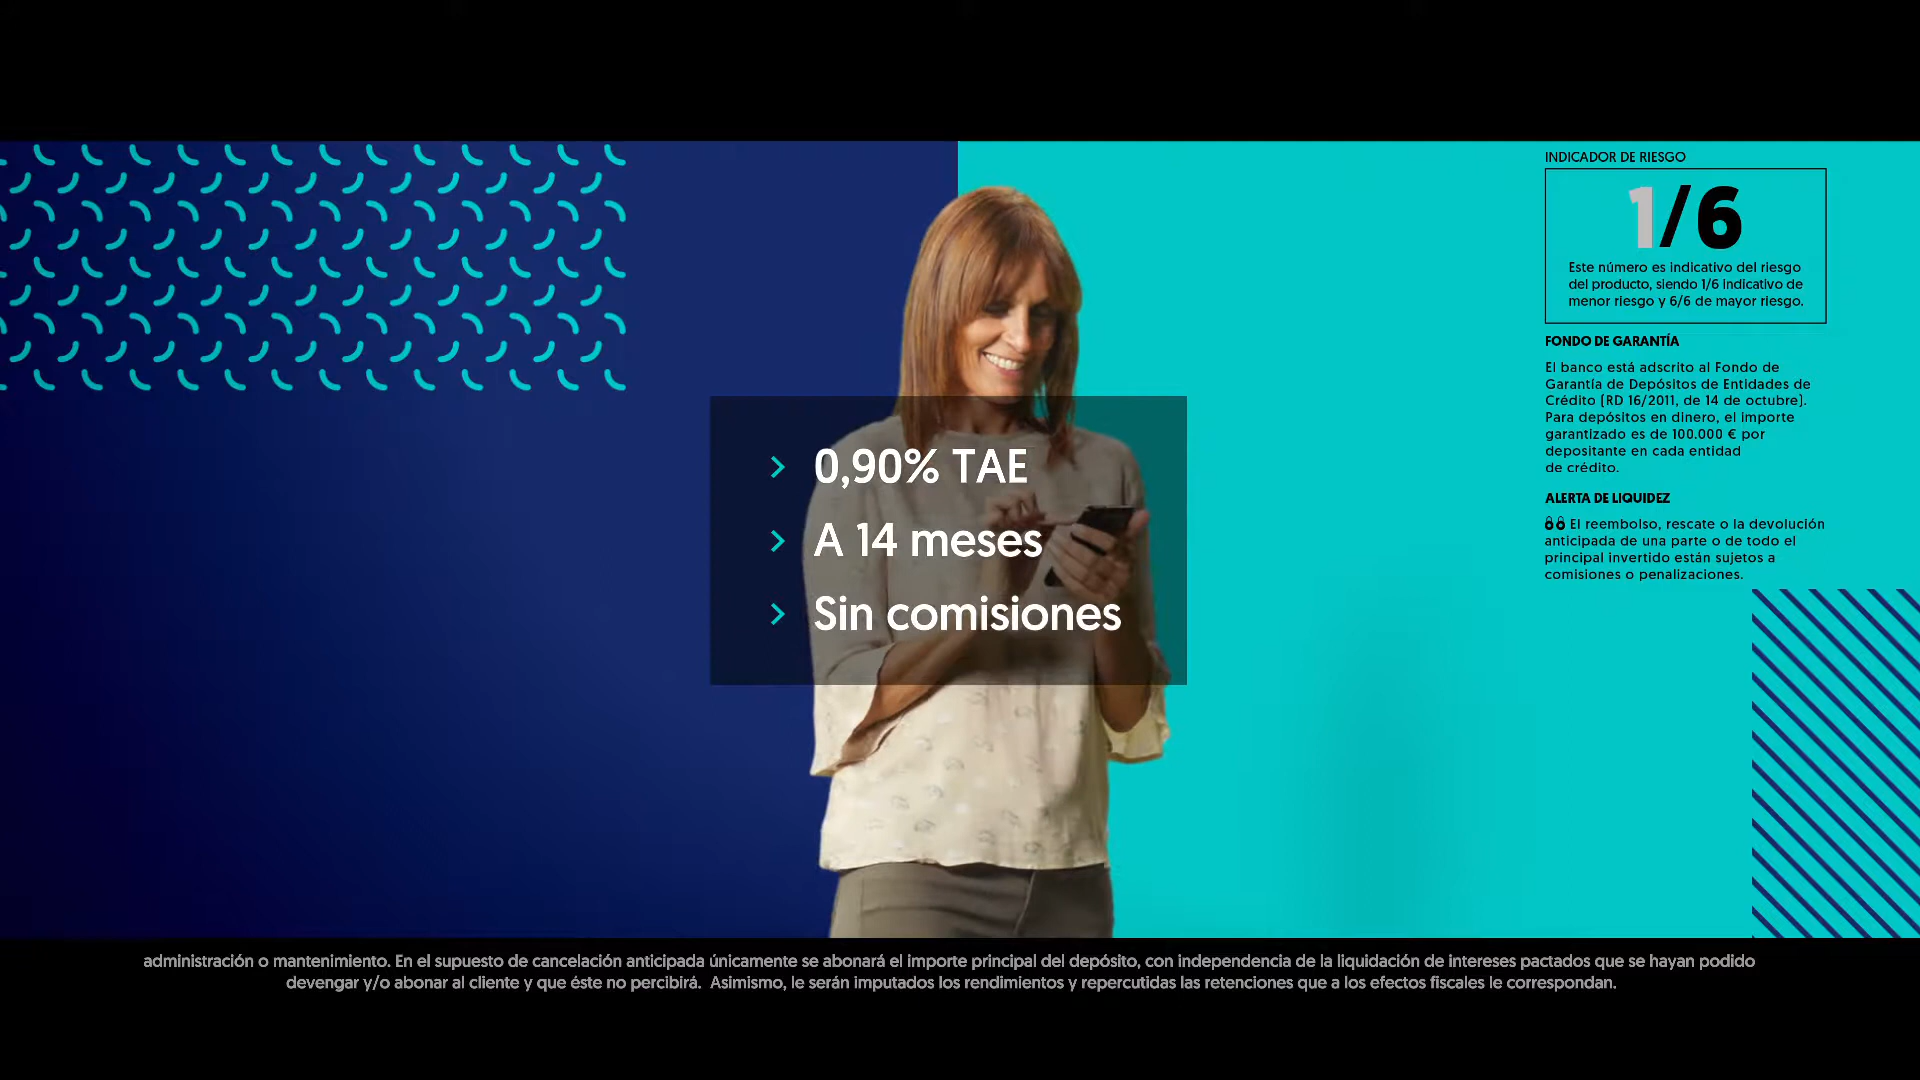 INDICADOR DE RIESGO
1/6
Este número es indicativo del riesgo
del producto, siendo 1/6 indicativo de
menor riesgo y 6/6 de mayor riesgo.
FONDO DE GARANTÍA
El banco está adscrito al Fondo de
Garantía de Depósitos de Entidades de
Crédito (RD 16/2011, de 14 de octubre).
Para depósitos en dinero, el importe
garantizado es de 100.000 € por
depositante en cada entidad
de crédito.
ALERTA DE LIQUIDEZ
El reembolso, rescate o la devolución
anticipada de una parte o de todo el
principal invertido están sujetos a
comisiones o penalizaciones.
> 0,90% TAE
> A 14 meses
> Sin comisiones
administración o mantenimiento. En el supuesto de cancelación anticipada únicamente se abonará el importe principal del depósito, con independencia de la liquidación de intereses pactados que se hayan podido
devengar y/o abonar al cliente y que éste no percibirá. Asimismo, le serán imputados los rendimientos y repercutidas las retenciones que a los efectos fiscales le correspondan.